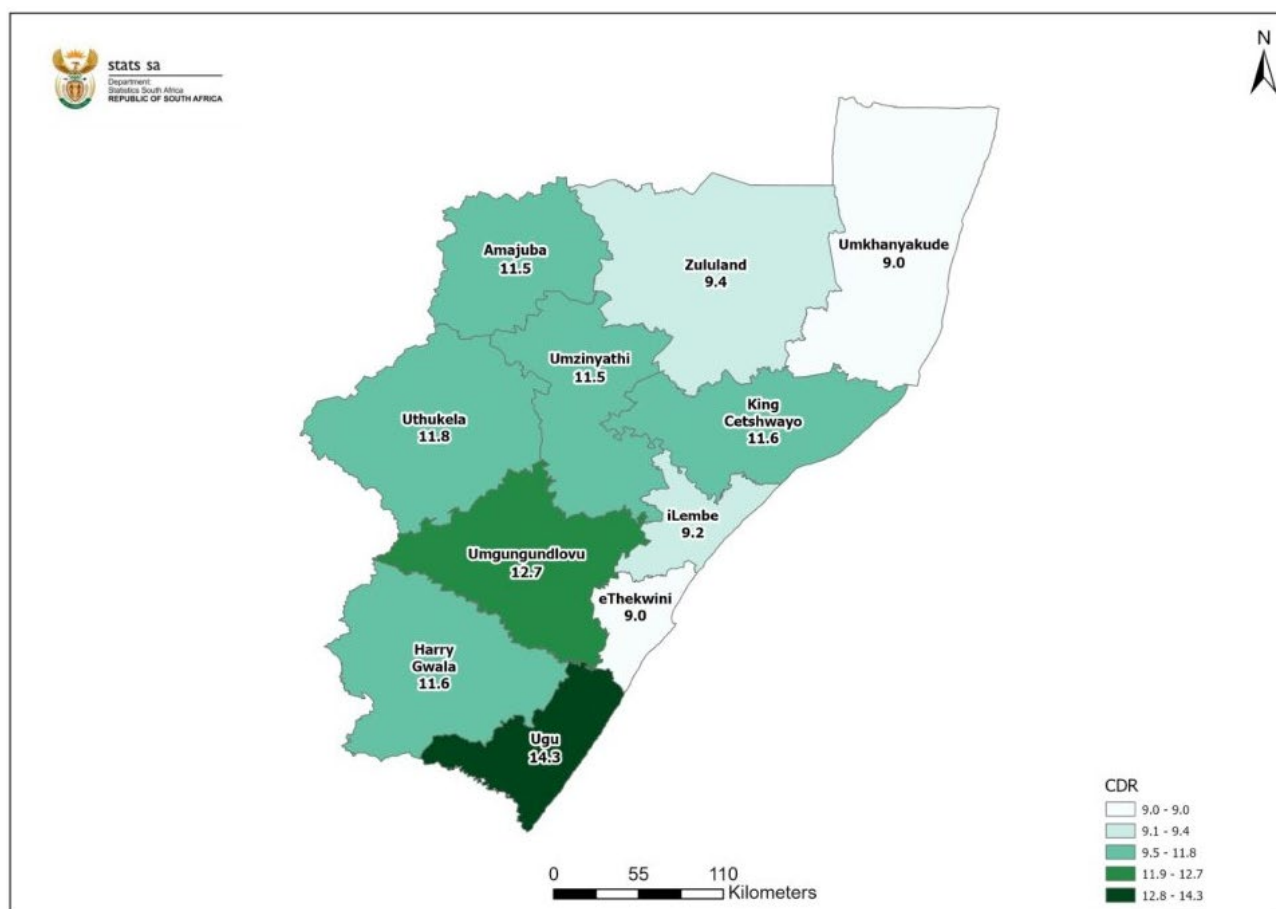 stats sa
Department:
Statistics South Africa
REPUBLIC OF SOUTH AFRICA
N
Amajuba
11.5
Zululand
9.4
Umkhanyakude
9.0
Umzinyathi
11.5
Uthukela
11.8
King
Cetshwayo
11.6
iLembe
9.2
Umgungundlovu
12.7
eThekwini
9.0
Harry
Gwala
11.6
Ugu
14.3
CDR
9.0 - 9.0
9.1 - 9.4
9.5 - 11.8
11.9 - 12.7
12.8 - 14.3
0 55 110
Kilometers